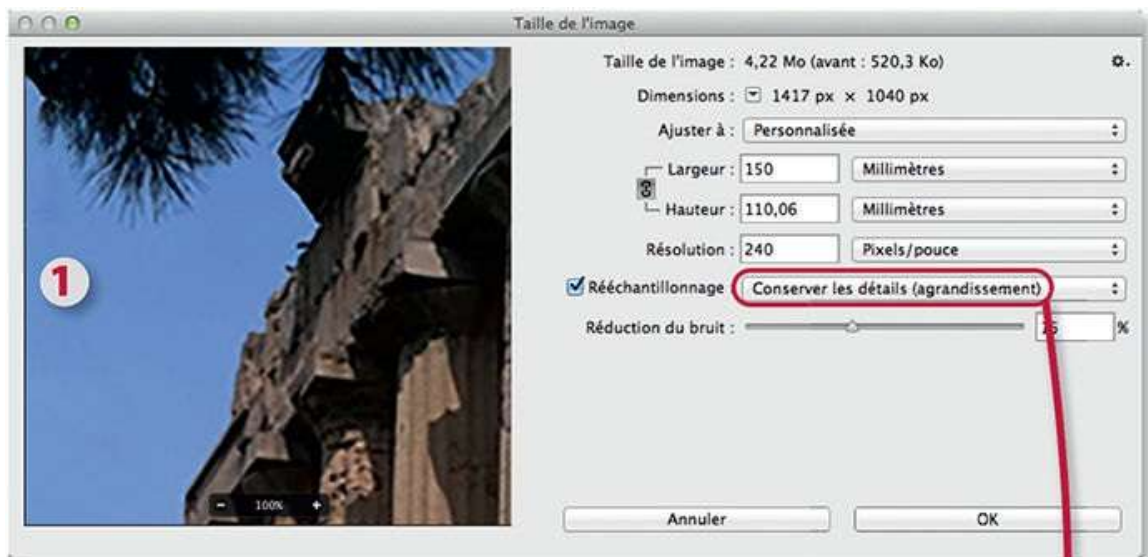 Taille de l'image
Taille de l'image : 4,22 Mo (avant : 520,3 Ko)
Dimensions : 1417 px × 1040 px
Ajuster à : Personnalisée
Largeur : 150 Millimètres
Hauteur : 110,06 Millimètres
Résolution : 240 Pixels/pouce
1
Rééchantillonnage Conserver les détails (agrandissement)
Réduction du bruit : %
- 100% +
Annuler OK